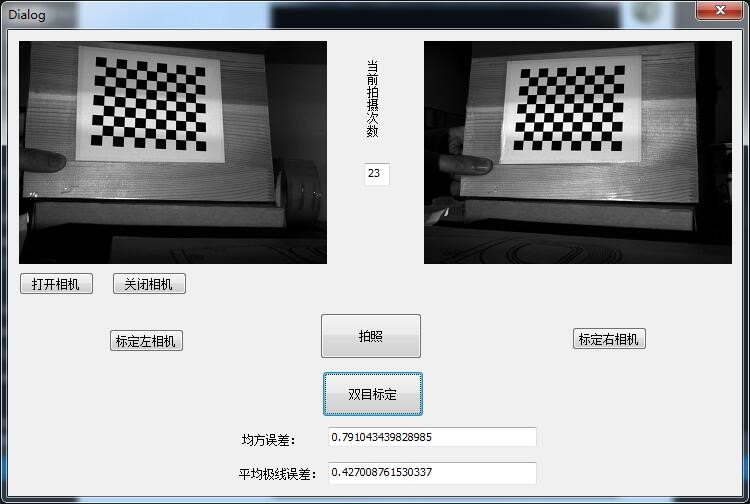 Dialog
当前拍摄次数
23
打开相机
关闭相机
标定左相机
拍照
标定右相机
双目标定
均方误差：
0.791043439828985
平均极线误差：
0.427008761530337